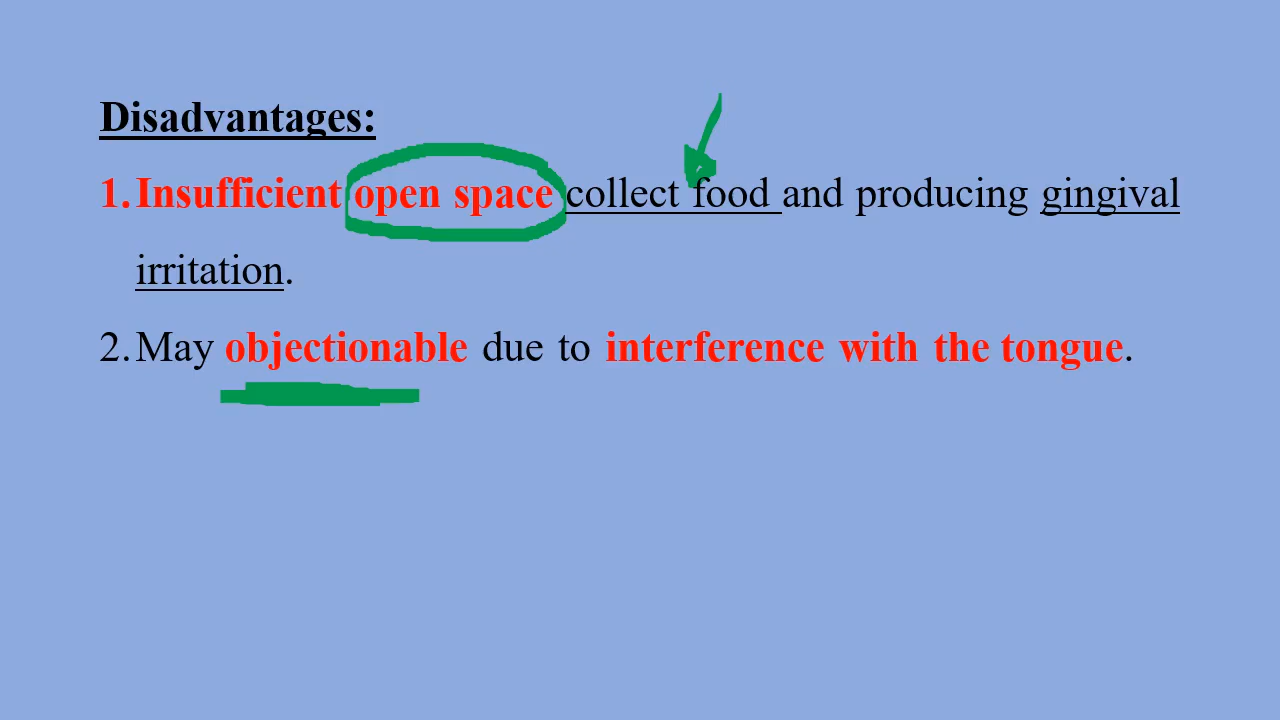 Disadvantages:
1. Insufficient open space collect food and producing gingival
irritation.
2. May objectionable due to interference with the tongue.